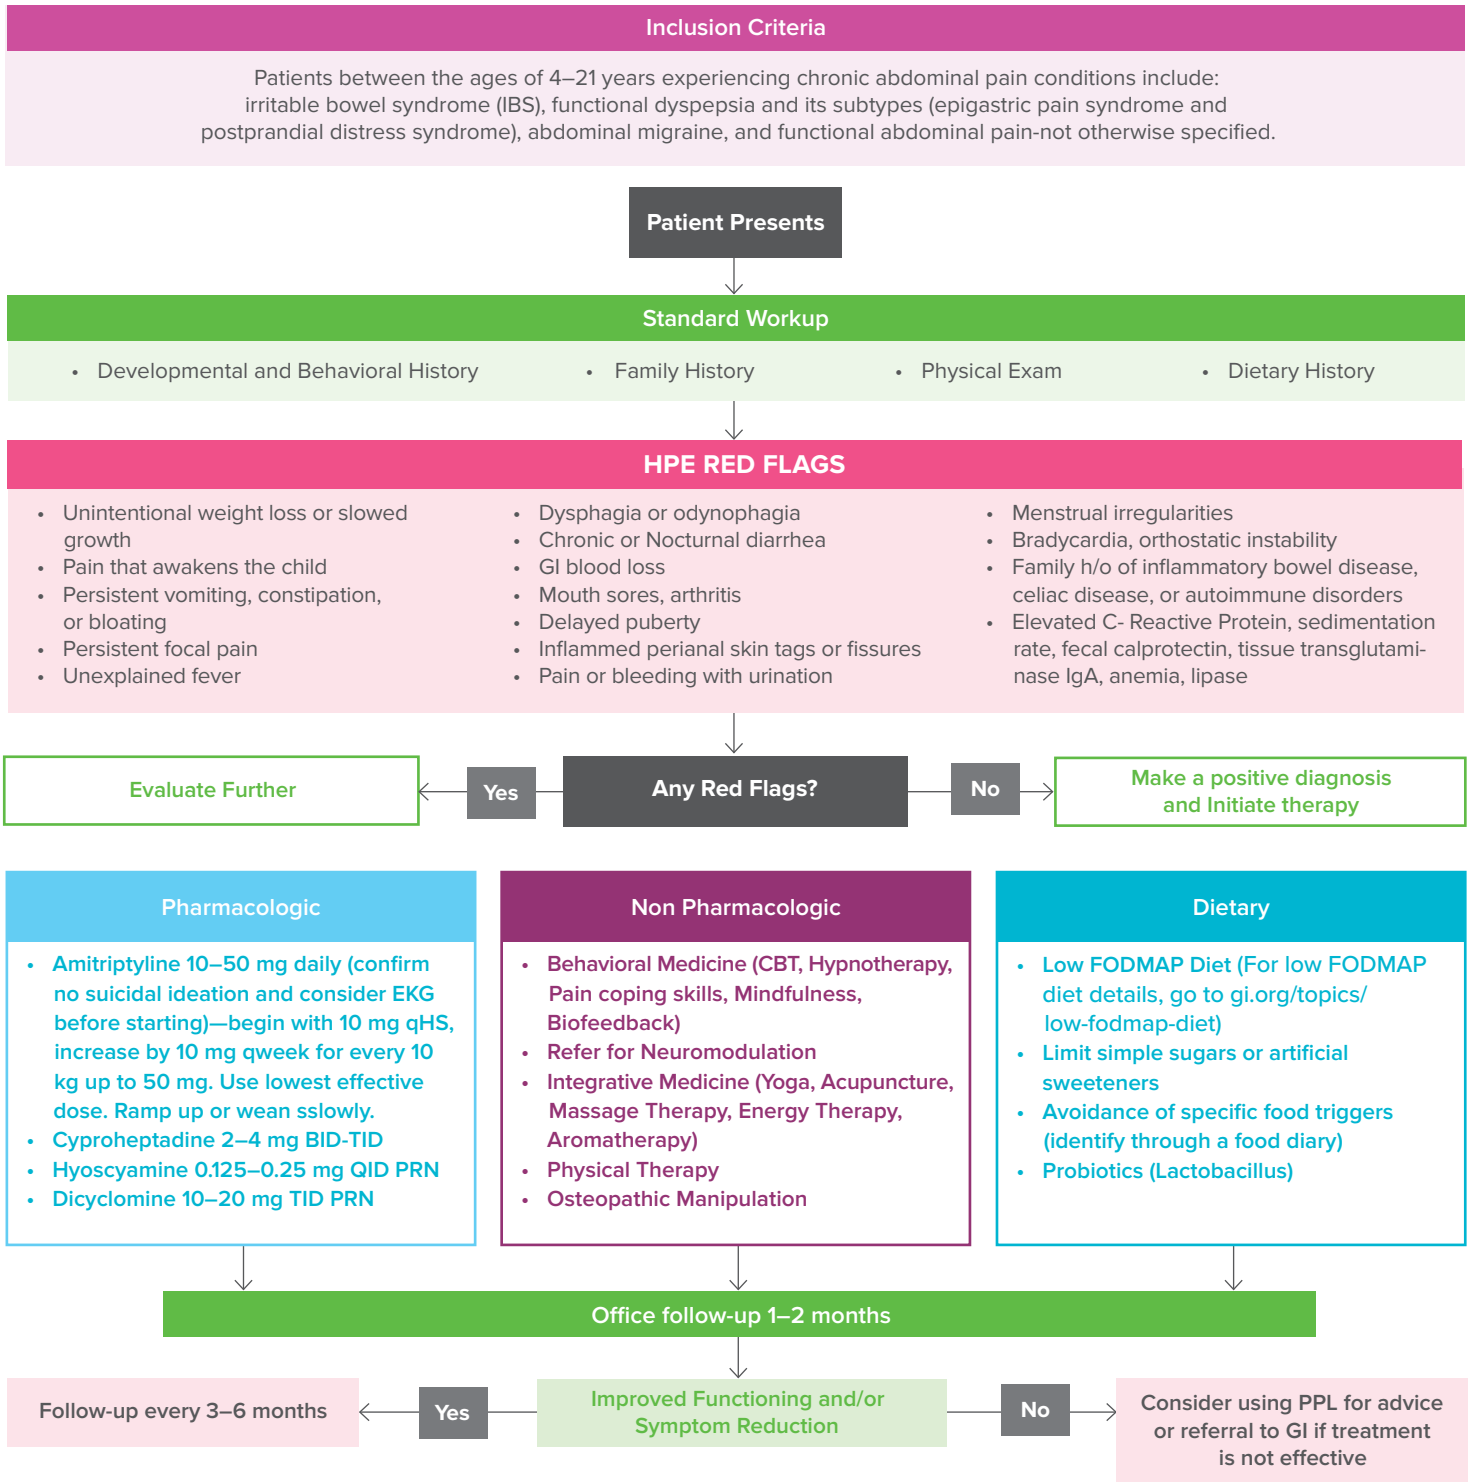 Inclusion Criteria
Patients between the ages of 4–21 years experiencing chronic abdominal pain conditions include:
irritable bowel syndrome (IBS), functional dyspepsia and its subtypes (epigastric pain syndrome and
postprandial distress syndrome), abdominal migraine, and functional abdominal pain-not otherwise specified.
Patient Presents
Standard Workup
• Developmental and Behavioral History
• Family History
• Physical Exam
• Dietary History
HPE RED FLAGS
• Unintentional weight loss or slowed
growth
• Pain that awakens the child
• Persistent vomiting, constipation,
or bloating
• Persistent focal pain
• Unexplained fever
• Dysphagia or odynophagia
• Chronic or Nocturnal diarrhea
• GI blood loss
• Mouth sores, arthritis
• Delayed puberty
• Inflammed perianal skin tags or fissures
• Pain or bleeding with urination
• Menstrual irregularities
• Bradycardia, orthostatic instability
• Family h/o of inflammatory bowel disease,
celiac disease, or autoimmune disorders
• Elevated C- Reactive Protein, sedimentation
rate, fecal calprotectin, tissue transglutami-
nase IgA, anemia, lipase
Evaluate Further
Yes
Any Red Flags?
No
Make a positive diagnosis
and Initiate therapy
Pharmacologic
• Amitriptyline 10–50 mg daily (confirm
no suicidal ideation and consider EKG
before starting)—begin with 10 mg qHS,
increase by 10 mg qweek for every 10
kg up to 50 mg. Use lowest effective
dose. Ramp up or wean sslowly.
• Cyproheptadine 2–4 mg BID-TID
• Hyoscyamine 0.125–0.25 mg QID PRN
• Dicyclomine 10–20 mg TID PRN
Non Pharmacologic
• Behavioral Medicine (CBT, Hypnotherapy,
Pain coping skills, Mindfulness,
Biofeedback)
• Refer for Neuromodulation
• Integrative Medicine (Yoga, Acupuncture,
Massage Therapy, Energy Therapy,
Aromatherapy)
• Physical Therapy
• Osteopathic Manipulation
Dietary
• Low FODMAP Diet (For low FODMAP
diet details, go to gi.org/topics/
low-fodmap-diet)
• Limit simple sugars or artificial
sweeteners
• Avoidance of specific food triggers
(identify through a food diary)
• Probiotics (Lactobacillus)
Office follow-up 1–2 months
Follow-up every 3–6 months
Yes
Improved Functioning and/or
Symptom Reduction
No
Consider using PPL for advice
or referral to GI if treatment
is not effective